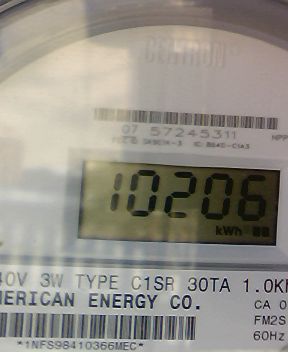 CENTRON
07 57245311
10206
kWh
40V 3W TYPE C1SR 30TA 1.0K
MERICAN ENERGY CO.
CA 0
FM2S
60Hz
*1NFS98410366MEC*